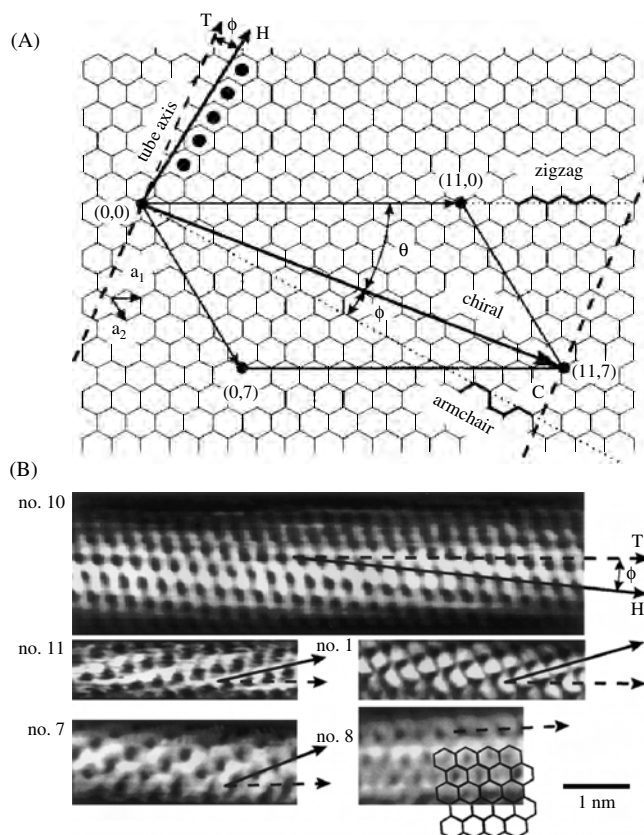 (A)
T
ϕ
H
tube axis
zigzag
(0,0)
(11,0)
θ
a1
a2
ϕ
chiral
(0,7)
C
(11,7)
armchair
(B)
no. 10
T
ϕ
H
no. 11
no. 1
no. 7
no. 8
1 nm